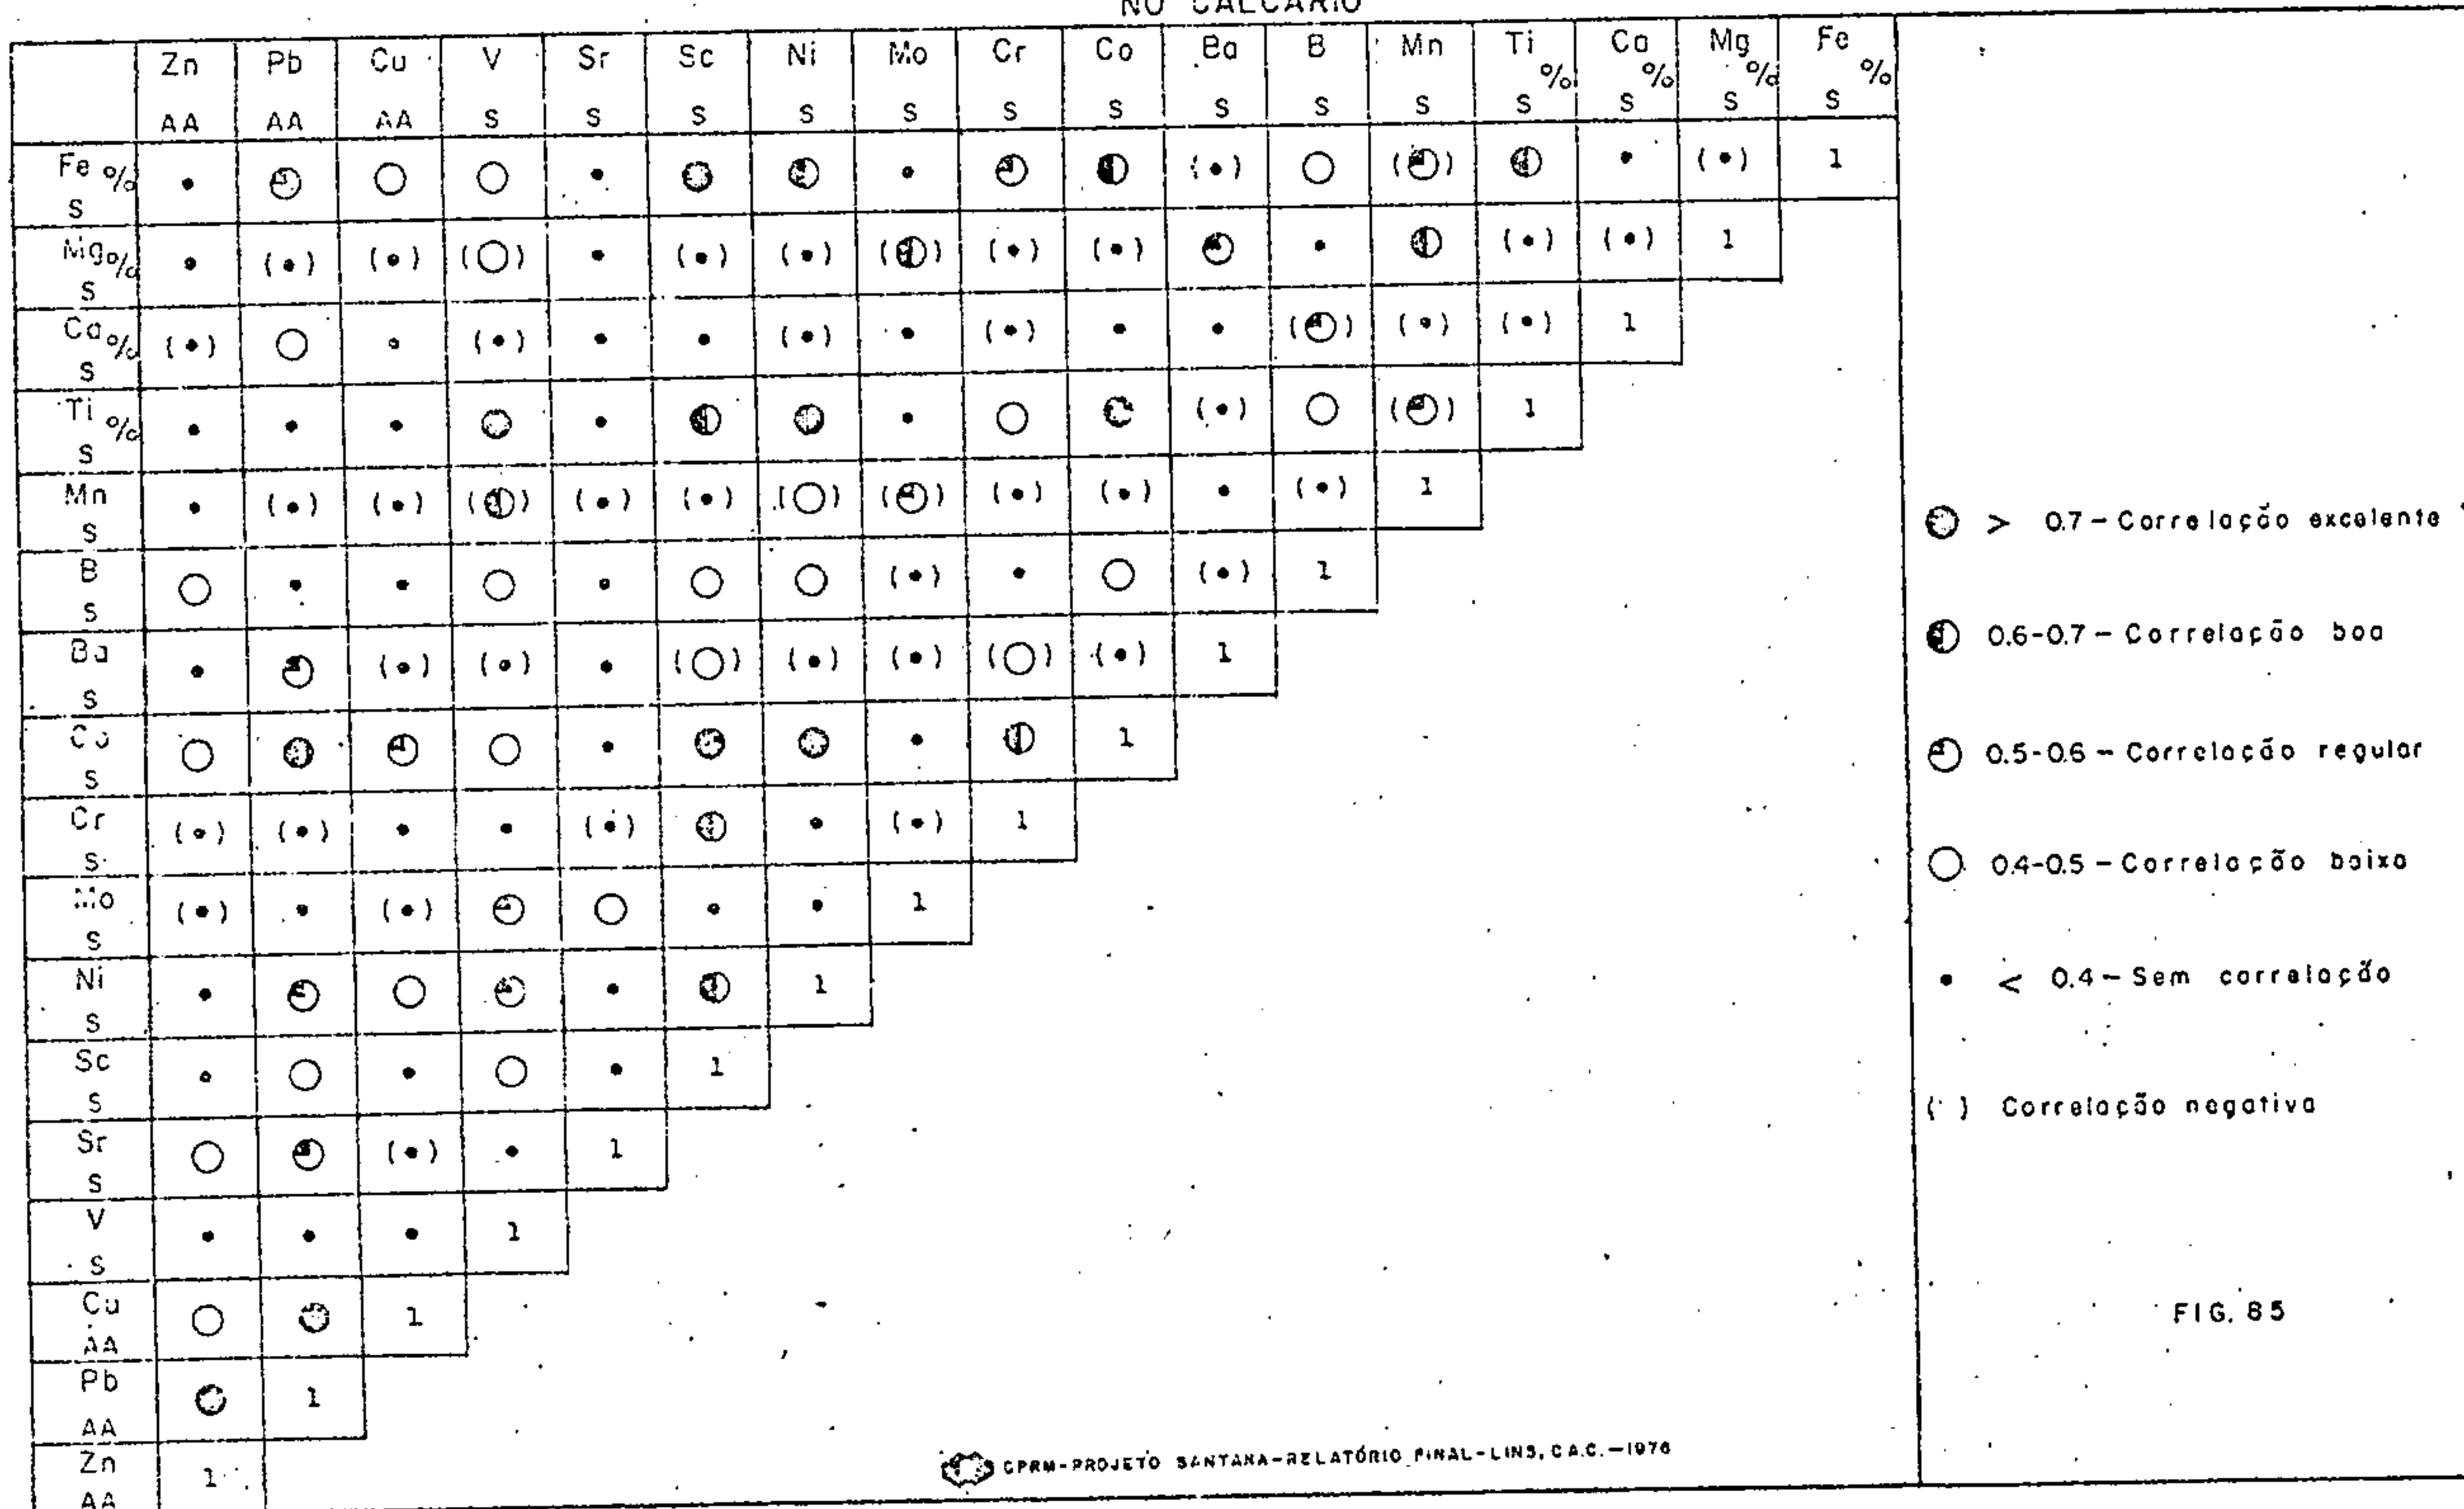 NO CALCÁRIO
Zn Pb Cu V Sr Sc Ni Mo Cr Co Ba B Mn Ti % Ca % Mg % Fe %
AA AA AA S S S S S S S S S S S S S S
Fe % ( ) ( ) ( ) 1
S
Mg % ( ) ( ) ( ) ( ) ( ) ( ) ( ) ( ) ( ) ( ) 1
S
Ca % ( ) ( ) ( ) ( ) ( ) ( ) ( ) 1
S
Ti % ( ) ( ) 1
S
Mn ( ) ( ) ( ) ( ) ( ) ( ) ( ) ( ) ( ) ( ) 1
S
B ( ) ( ) 1
S
Ba ( ) ( ) ( ) ( ) ( ) ( ) ( ) 1
S
Co 1
S
Cr ( ) ( ) ( ) ( ) 1
S
Mo ( ) ( ) 1
S
Ni 1
S
Sc 1
S
Sr ( ) 1
S
V 1
S
Cu 1
AA
Pb 1
AA
Zn 1
AA
> 0.7 – Correlação excelente
0.6-0.7 – Correlação boa
0.5-0.6 – Correlação regular
0.4-0.5 – Correlação baixa
< 0.4 – Sem correlação
( ) Correlação negativa
FIG. 85
CPRM-PROJETO SANTANA-RELATÓRIO FINAL-LINS, C.A.C.-1976